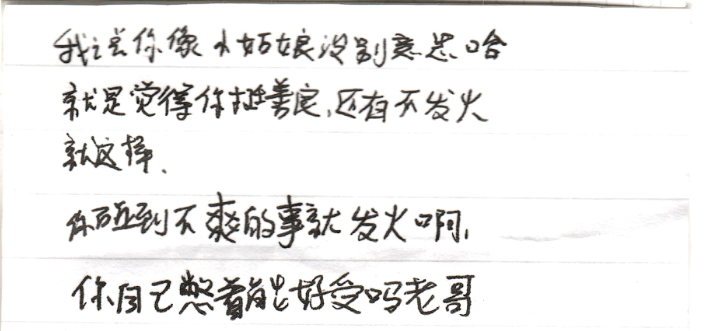 我说你像小姑娘没别意思哈
就是觉得你挺善良,还有不发火
就这样.
你碰到不爽的事就发火啊,
你自己憋着能好受吗老哥